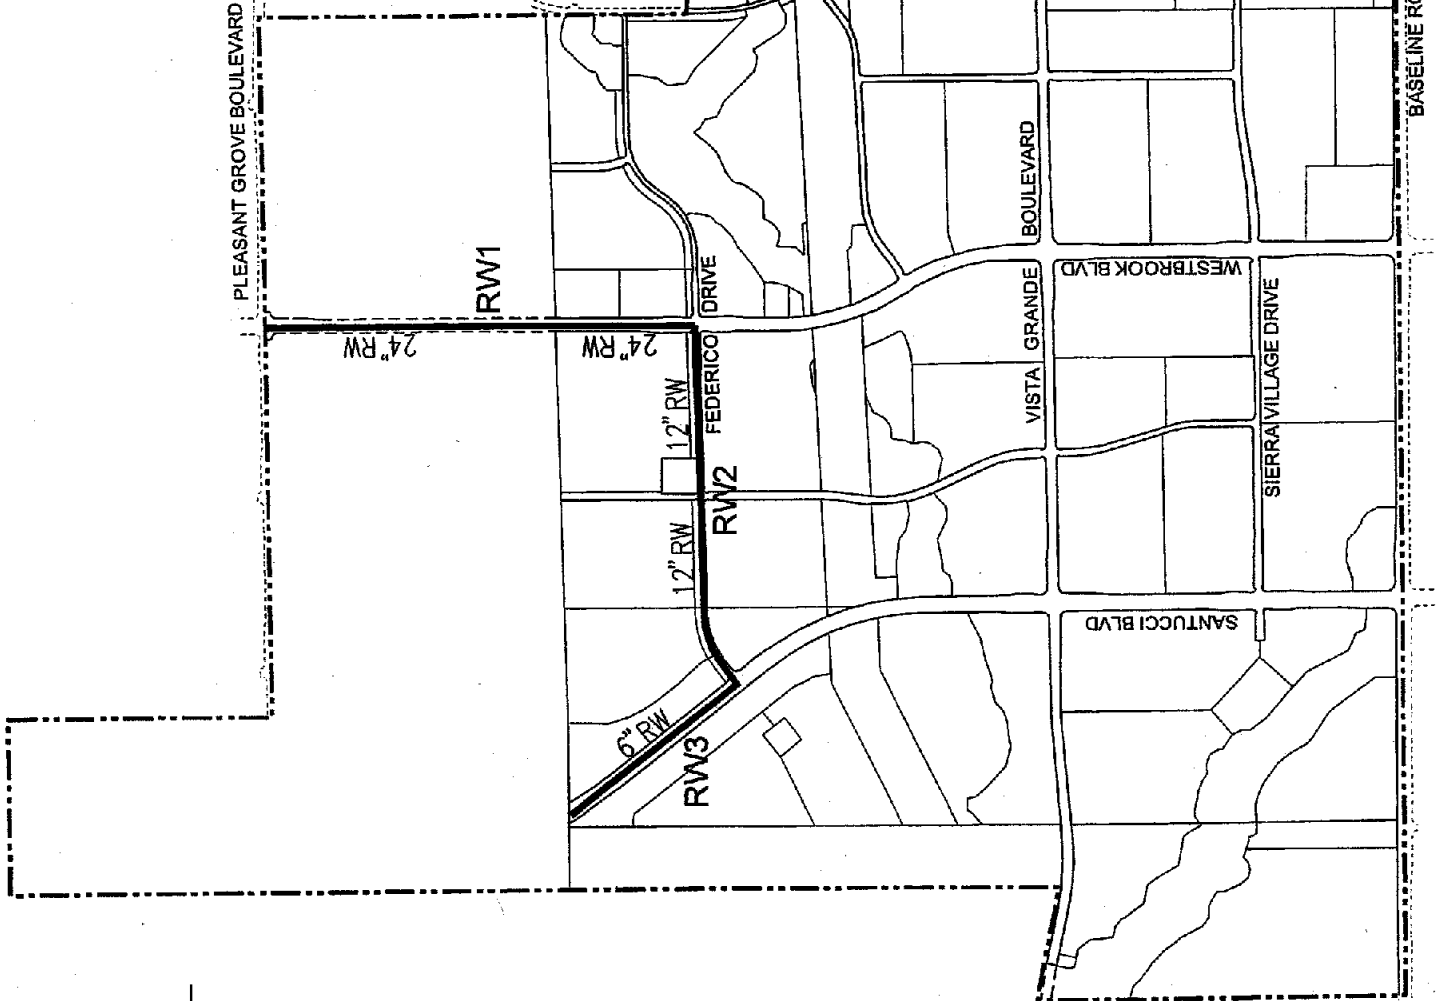 PLEASANT GROVE BOULEVARD
BASELINE
RW1
24" RW
24" RW
FEDERICO DRIVE
12" RW
RW2
12" RW
6" RW
RW3
VISTA GRANDE BOULEVARD
WESTBROOK BLVD
SIERRA VILLAGE DRIVE
SANTUCCI BLVD